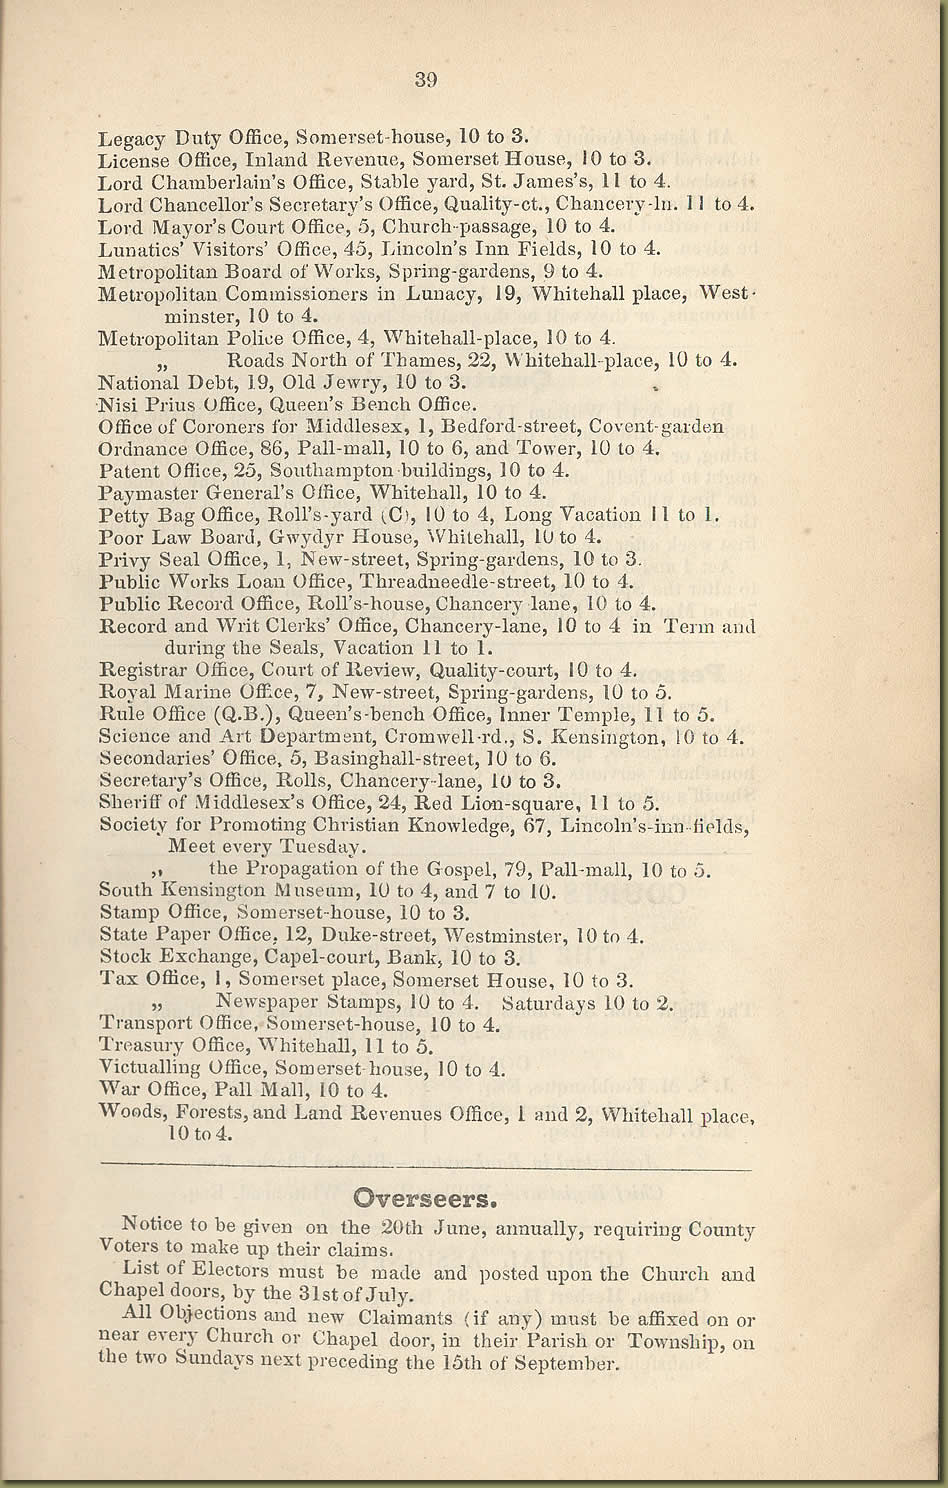 39
Legacy Duty Office, Somerset-house, 10 to 3.
License Office, Inland Revenue, Somerset House, 10 to 3.
Lord Chamberlain's Office, Stable yard, St. James's, 11 to 4.
Lord Chancellor's Secretary's Office, Quality-ct., Chancery-ln. 11 to 4.
Lord Mayor's Court Office, 5, Church-passage, 10 to 4.
Lunatics' Visitors' Office, 45, Lincoln's Inn Fields, 10 to 4.
Metropolitan Board of Works, Spring-gardens, 9 to 4.
Metropolitan Commissioners in Lunacy, 19, Whitehall place, West-
minster, 10 to 4.
Metropolitan Police Office, 4, Whitehall-place, 10 to 4.
„ Roads North of Thames, 22, Whitehall-place, 10 to 4.
National Debt, 19, Old Jewry, 10 to 3.
Nisi Prius Office, Queen's Bench Office.
Office of Coroners for Middlesex, 1, Bedford-street, Covent-garden
Ordnance Office, 86, Pall-mall, 10 to 6, and Tower, 10 to 4.
Patent Office, 25, Southampton-buildings, 10 to 4.
Paymaster General's Office, Whitehall, 10 to 4.
Petty Bag Office, Roll's-yard (C), 10 to 4, Long Vacation 11 to 1.
Poor Law Board, Gwydyr House, Whitehall, 10 to 4.
Privy Seal Office, 1, New-street, Spring-gardens, 10 to 3.
Public Works Loan Office, Threadneedle-street, 10 to 4.
Public Record Office, Roll's-house, Chancery lane, 10 to 4.
Record and Writ Clerks' Office, Chancery-lane, 10 to 4 in Term and
during the Seals, Vacation 11 to 1.
Registrar Office, Court of Review, Quality-court, 10 to 4.
Royal Marine Office, 7, New-street, Spring-gardens, 10 to 5.
Rule Office (Q.B.), Queen's-bench Office, Inner Temple, 11 to 5.
Science and Art Department, Cromwell-rd., S. Kensington, 10 to 4.
Secondaries' Office, 5, Basinghall-street, 10 to 6.
Secretary's Office, Rolls, Chancery-lane, 10 to 3.
Sheriff of Middlesex's Office, 24, Red Lion-square, 11 to 5.
Society for Promoting Christian Knowledge, 67, Lincoln's-inn-fields,
Meet every Tuesday.
„ the Propagation of the Gospel, 79, Pall-mall, 10 to 5.
South Kensington Museum, 10 to 4, and 7 to 10.
Stamp Office, Somerset-house, 10 to 3.
State Paper Office, 12, Duke-street, Westminster, 10 to 4.
Stock Exchange, Capel-court, Bank, 10 to 3.
Tax Office, 1, Somerset place, Somerset House, 10 to 3.
„ Newspaper Stamps, 10 to 4. Saturdays 10 to 2.
Transport Office, Somerset-house, 10 to 4.
Treasury Office, Whitehall, 11 to 5.
Victualling Office, Somerset-house, 10 to 4.
War Office, Pall Mall, 10 to 4.
Woods, Forests, and Land Revenues Office, 1 and 2, Whitehall place,
10 to 4.
Overseers.
Notice to be given on the 20th June, annually, requiring County
Voters to make up their claims.
List of Electors must be made and posted upon the Church and
Chapel doors, by the 31st of July.
All Objections and new Claimants (if any) must be affixed on or
near every Church or Chapel door, in their Parish or Township, on
the two Sundays next preceding the 15th of September.